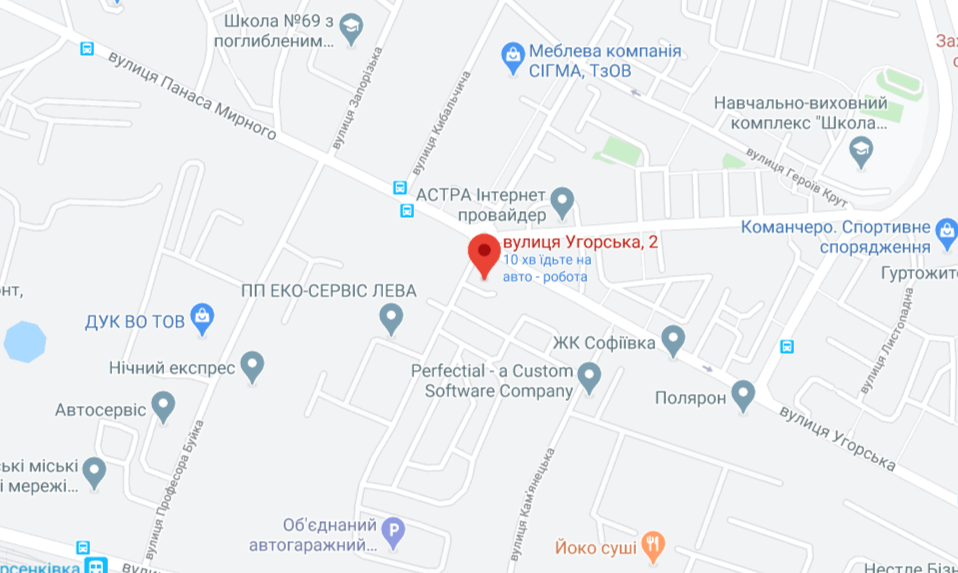 Школа №69 з
поглибленим...
Меблева компанія
СІГМА, ТзОВ
За
с
вулиця Панаса Мирного
вулиця Запорізька
вулиця Кибальчича
Навчально-виховний
комплекс "Школа...
вулиця Героїв Крут
АСТРА Інтернет
провайдер
вулиця Угорська, 2
10 хв їдьте на
авто - робота
Команчеро. Спортивне
спорядження
Гуртожит
онт,
ПП ЕКО-СЕРВІС ЛЕВА
ДУК ВО ТОВ
Нічний експрес
ЖК Софіївка
Perfectial - a Custom
Software Company
Полярон
вулиця Листопадна
Автосервіс
вулиця Угорська
ські міські
і мережі...
вулиця Професора Буйка
вулиця Кам'янецька
Об'єднаний
автогаражний...
P
Йоко суші
рсенківка
вули
Нестле Бізн